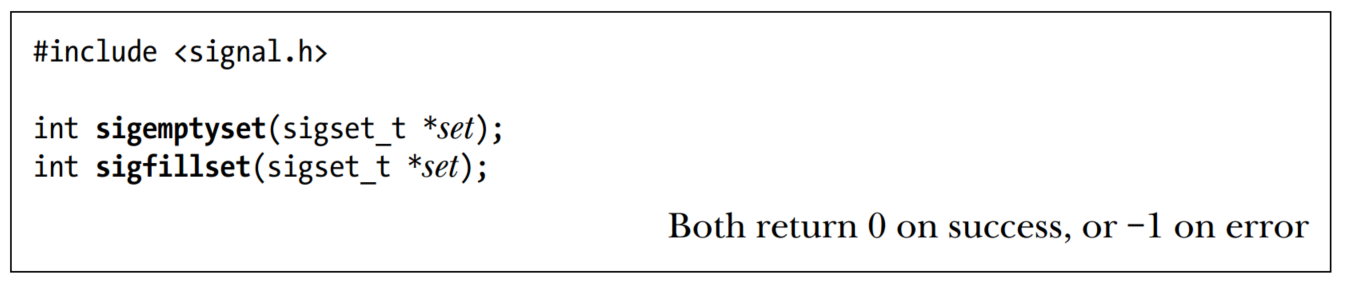 #include <signal.h>
int sigemptyset(sigset_t *set);
int sigfillset(sigset_t *set);
Both return 0 on success, or −1 on error